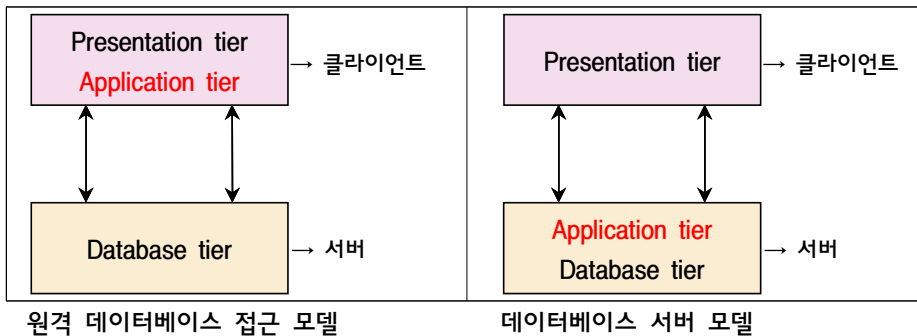 Presentation tier
Application tier
→ 클라이언트
Database tier
→ 서버
원격 데이터베이스 접근 모델
Presentation tier
→ 클라이언트
Application tier
Database tier
→ 서버
데이터베이스 서버 모델